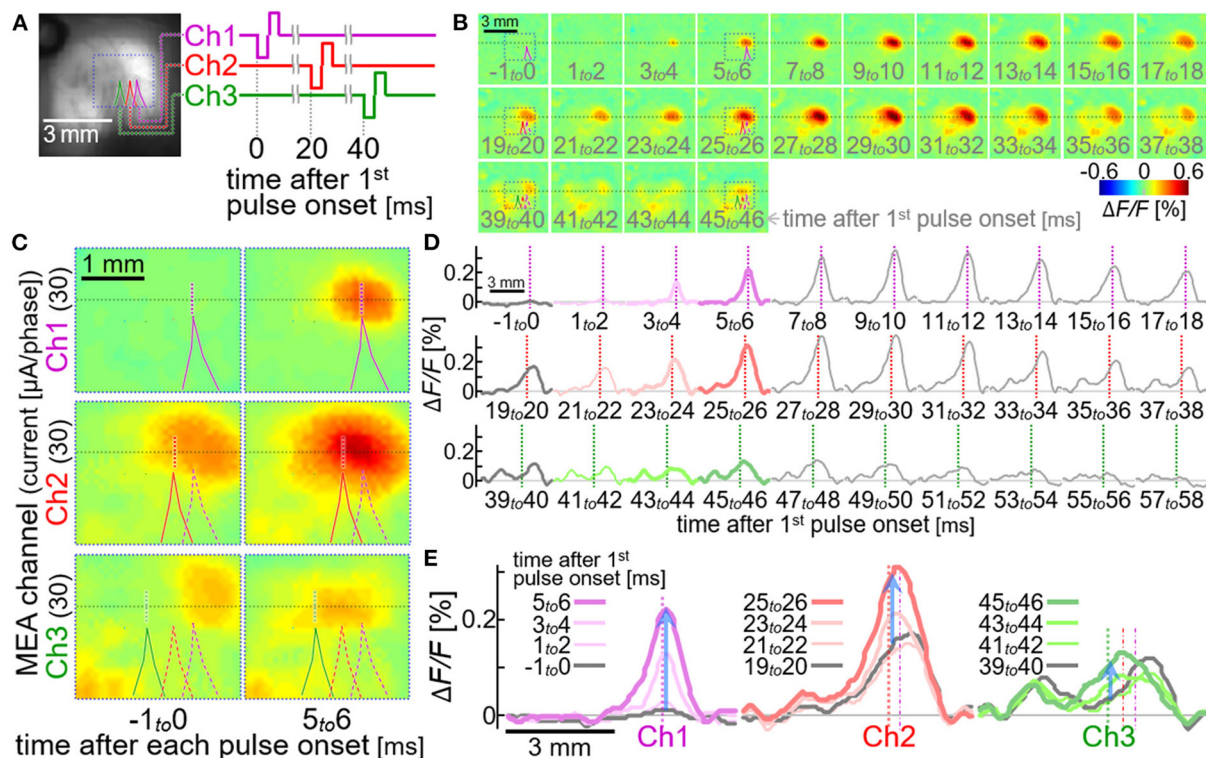 A
Ch1
Ch2
Ch3
3 mm
0 20 40
time after 1st
pulse onset [ms]
B
3 mm
-1to0 1to2 3to4 5to6 7to8 9to10 11to12 13to14 15to16 17to18
19to20 21to22 23to24 25to26 27to28 29to30 31to32 33to34 35to36 37to38
39to40 41to42 43to44 45to46 time after 1st pulse onset [ms]
-0.6 0 0.6
ΔF/F [%]
C
1 mm
MEA channel (current [µA/phase])
Ch1 (30)
Ch2 (30)
Ch3 (30)
-1to0 5to6
time after each pulse onset [ms]
D
ΔF/F [%]
0.2
3 mm
0
-1to0 1to2 3to4 5to6 7to8 9to10 11to12 13to14 15to16 17to18
0.2
0
19to20 21to22 23to24 25to26 27to28 29to30 31to32 33to34 35to36 37to38
0.2
0
39to40 41to42 43to44 45to46 47to48 49to50 51to52 53to54 55to56 57to58
time after 1st pulse onset [ms]
E
ΔF/F [%]
0.2
0
time after 1st
pulse onset [ms]
5to6
3to4
1to2
-1to0
25to26
23to24
21to22
19to20
45to46
43to44
41to42
39to40
3 mm
Ch1 Ch2 Ch3